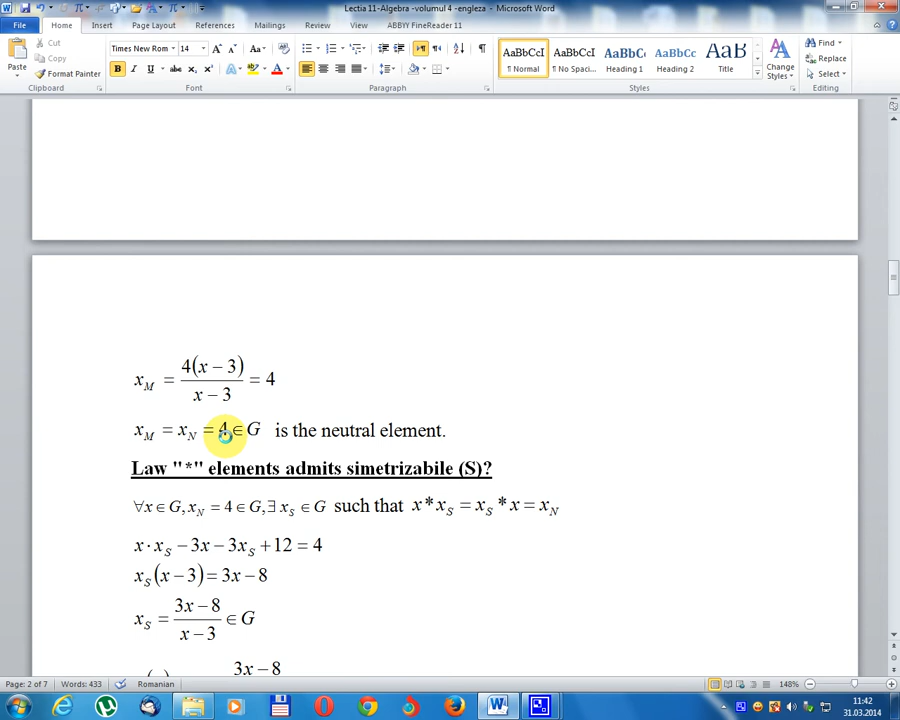 Lectia 11-Algebra -volumul 4 -engleza - Microsoft Word
File Home Insert Page Layout References Mailings Review View ABBYY FineReader 11
Cut
Copy
Format Painter
Paste
Clipboard
Times New Rom 14
Font
Paragraph
AaBbCcI AaBbCcI AaBbC AaBbCc AaB
¶ Normal ¶ No Spaci... Heading 1 Heading 2 Title
Change Styles
Styles
Find
Replace
Select
Editing
x_M = 4(x − 3) / (x − 3) = 4
x_M = x_N = 4 ∈ G is the neutral element.
Law "*" elements admits simetrizabile (S)?
∀x ∈ G, x_N = 4 ∈ G, ∃ x_S ∈ G such that x * x_S = x_S * x = x_N
x · x_S − 3x − 3x_S + 12 = 4
x_S (x − 3) = 3x − 8
x_S = (3x − 8) / (x − 3) ∈ G
3x − 8
Page: 2 of 7 Words: 433 Romanian 148%
11:42
31.03.2014